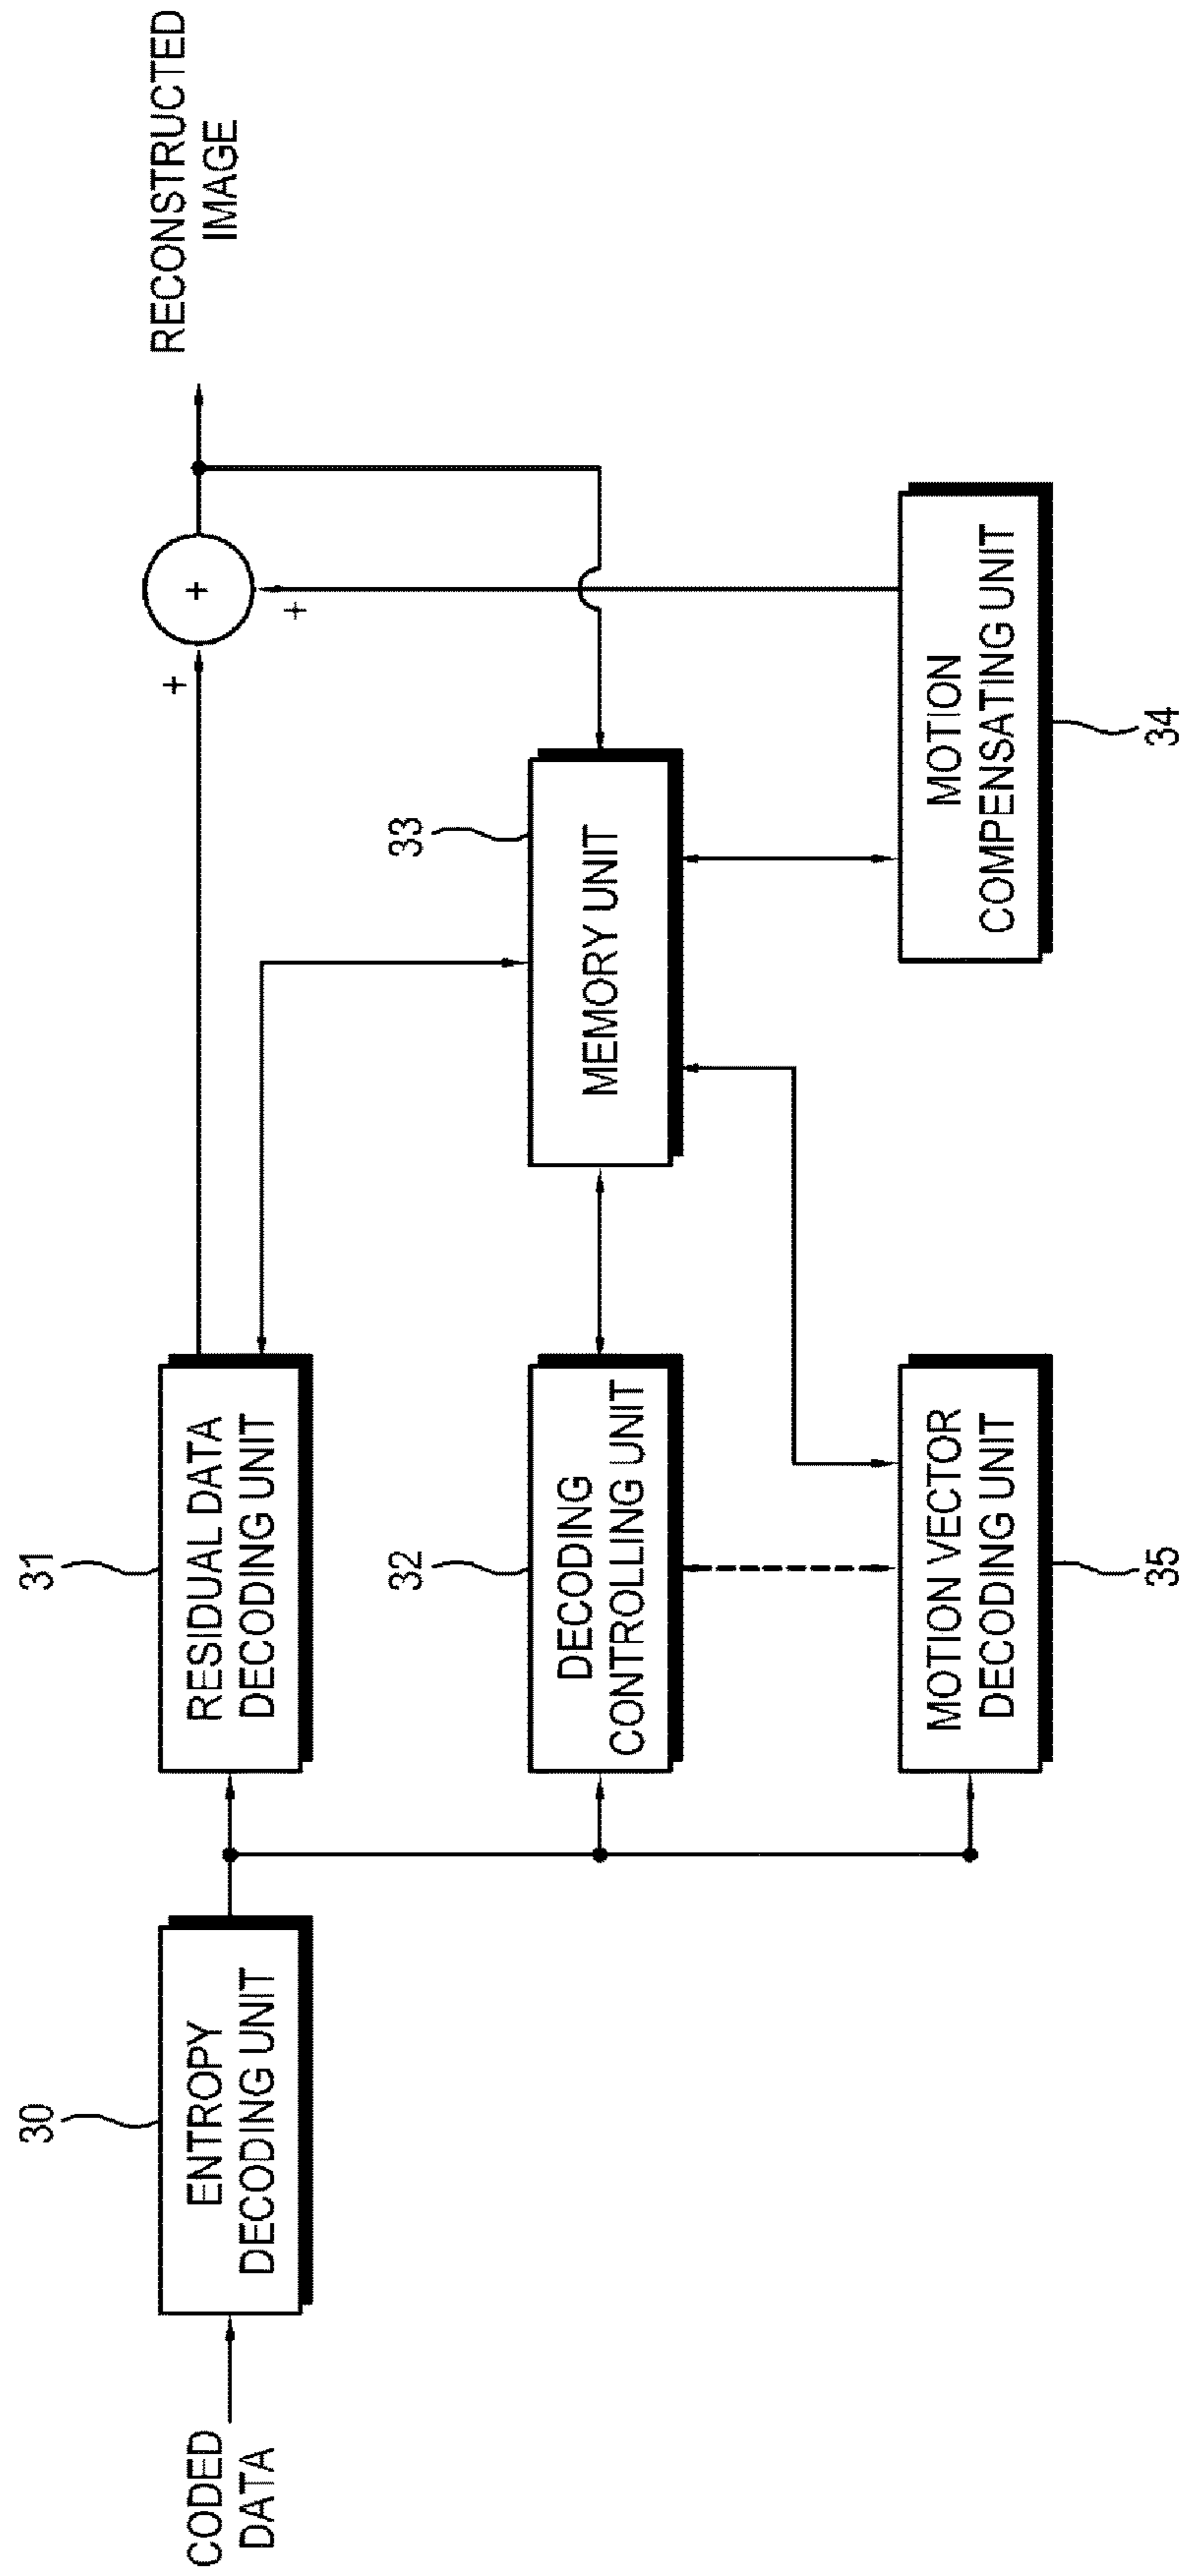 CODED
DATA
30
ENTROPY
DECODING UNIT
31
RESIDUAL DATA
DECODING UNIT
+
+
+
RECONSTRUCTED
IMAGE
32
DECODING
CONTROLLING UNIT
33
MEMORY UNIT
MOTION VECTOR
DECODING UNIT
35
MOTION
COMPENSATING UNIT
34